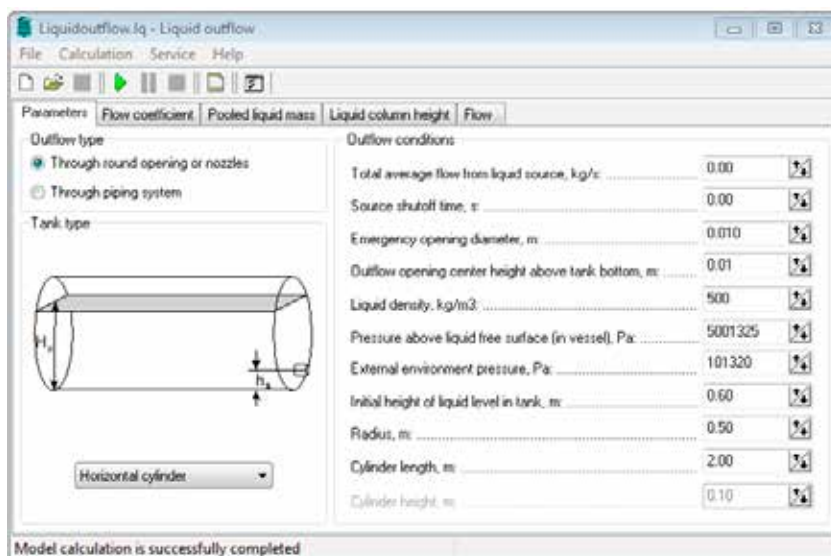 Liquidoutflow.lq - Liquid outflow
File Calculation Service Help
Parameters Flow coefficient Pooled liquid mass Liquid column height Flow
Outflow type
Through round opening or nozzles
Through piping system
Tank type
H
h
Horizontal cylinder
Outflow conditions
Total average flow from liquid source, kg/s: 0.00
Source shutoff time, s: 0.00
Emergency opening diameter, m: 0.010
Outflow opening center height above tank bottom, m: 0.01
Liquid density, kg/m3: 500
Pressure above liquid free surface (in vessel), Pa: 5001325
External environment pressure, Pa: 101320
Initial height of liquid level in tank, m: 0.60
Radius, m: 0.50
Cylinder length, m: 2.00
Cylinder height, m: 0.10
Model calculation is successfully completed